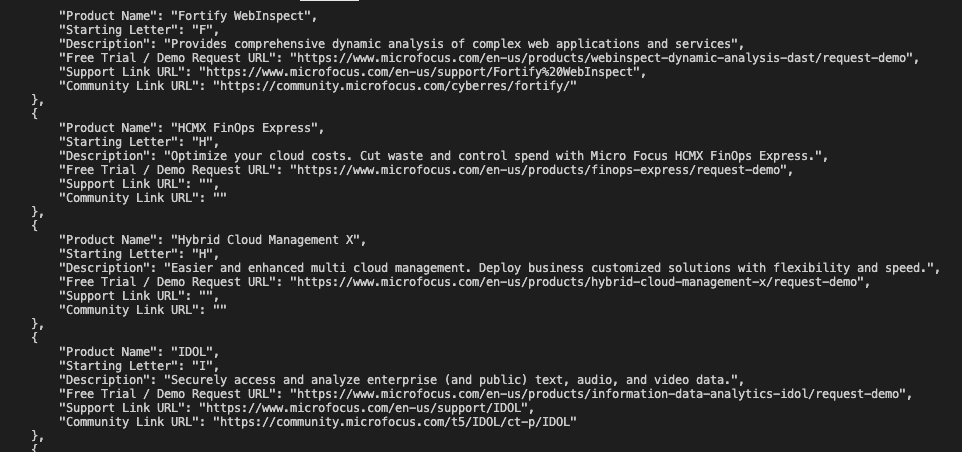 "Product Name": "Fortify WebInspect",
"Starting Letter": "F",
"Description": "Provides comprehensive dynamic analysis of complex web applications and services",
"Free Trial / Demo Request URL": "https://www.microfocus.com/en-us/products/webinspect-dynamic-analysis-dast/request-demo",
"Support Link URL": "https://www.microfocus.com/en-us/support/Fortify%20WebInspect",
"Community Link URL": "https://community.microfocus.com/cyberres/fortify/"
},
{
"Product Name": "HCMX FinOps Express",
"Starting Letter": "H",
"Description": "Optimize your cloud costs. Cut waste and control spend with Micro Focus HCMX FinOps Express.",
"Free Trial / Demo Request URL": "https://www.microfocus.com/en-us/products/finops-express/request-demo",
"Support Link URL": "",
"Community Link URL": ""
},
{
"Product Name": "Hybrid Cloud Management X",
"Starting Letter": "H",
"Description": "Easier and enhanced multi cloud management. Deploy business customized solutions with flexibility and speed.",
"Free Trial / Demo Request URL": "https://www.microfocus.com/en-us/products/hybrid-cloud-management-x/request-demo",
"Support Link URL": "",
"Community Link URL": ""
},
{
"Product Name": "IDOL",
"Starting Letter": "I",
"Description": "Securely access and analyze enterprise (and public) text, audio, and video data.",
"Free Trial / Demo Request URL": "https://www.microfocus.com/en-us/products/information-data-analytics-idol/request-demo",
"Support Link URL": "https://www.microfocus.com/en-us/support/IDOL",
"Community Link URL": "https://community.microfocus.com/t5/IDOL/ct-p/IDOL"
},
{